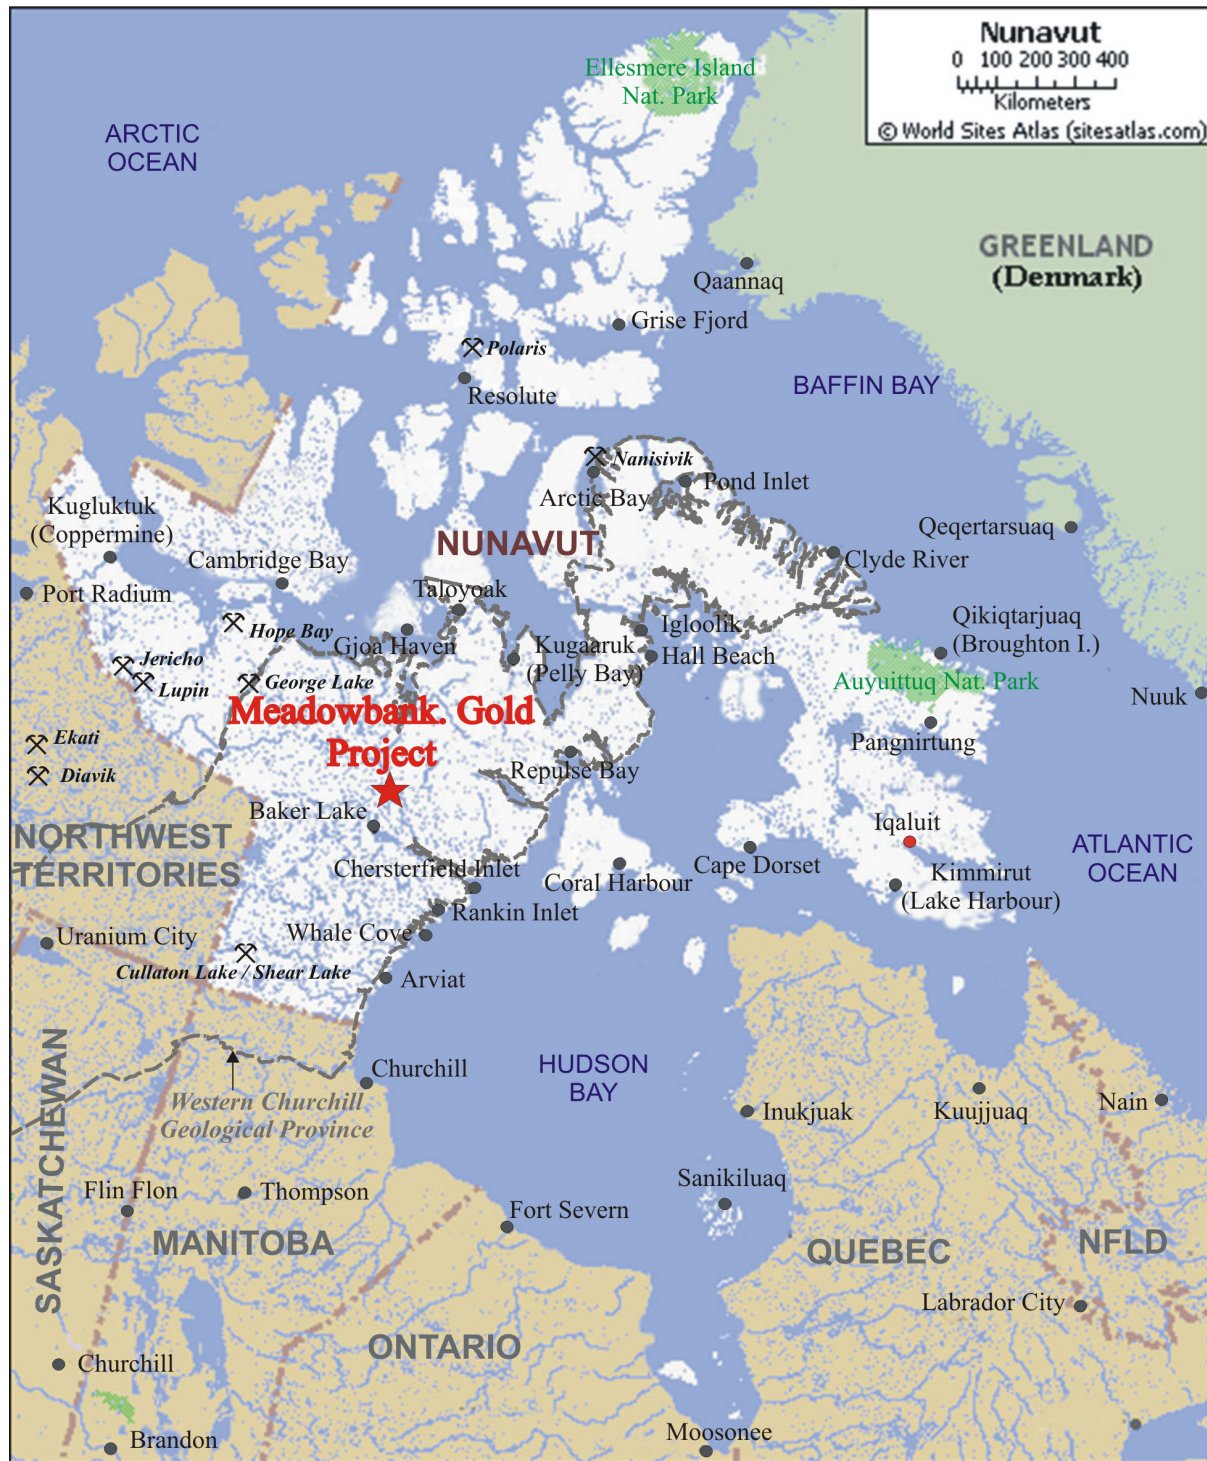 Nunavut
0 100 200 300 400
Kilometers
© World Sites Atlas (sitesatlas.com)
Ellesmere Island
Nat. Park
ARCTIC
OCEAN
GREENLAND
(Denmark)
Qaannaq
Grise Fjord
Polaris
Resolute
BAFFIN BAY
Nanisivik
Arctic Bay
Pond Inlet
Kugluktuk
(Coppermine)
Qeqertarsuaq
NUNAVUT
Cambridge Bay
Clyde River
Port Radium
Taloyoak
Hope Bay
Gjoa Haven
Igloolik
Qikiqtarjuaq
(Broughton I.)
Kugaaruk
(Pelly Bay)
Hall Beach
Jericho
Lupin
George Lake
Auyuittuq Nat. Park
Nuuk
Meadowbank. Gold
Project
Ekati
Diavik
Pangnirtung
Repulse Bay
Baker Lake
Iqaluit
NORTHWEST
TERRITORIES
ATLANTIC
OCEAN
Chersterfield Inlet
Coral Harbour
Cape Dorset
Kimmirut
(Lake Harbour)
Rankin Inlet
Whale Cove
Uranium City
Cullaton Lake / Shear Lake
Arviat
SASKATCHEWAN
HUDSON
BAY
Churchill
Western Churchill
Geological Province
Inukjuak
Kuujjuaq
Nain
Flin Flon
Thompson
Sanikiluaq
Fort Severn
MANITOBA
QUEBEC
NFLD
Labrador City
ONTARIO
Churchill
Brandon
Moosonee